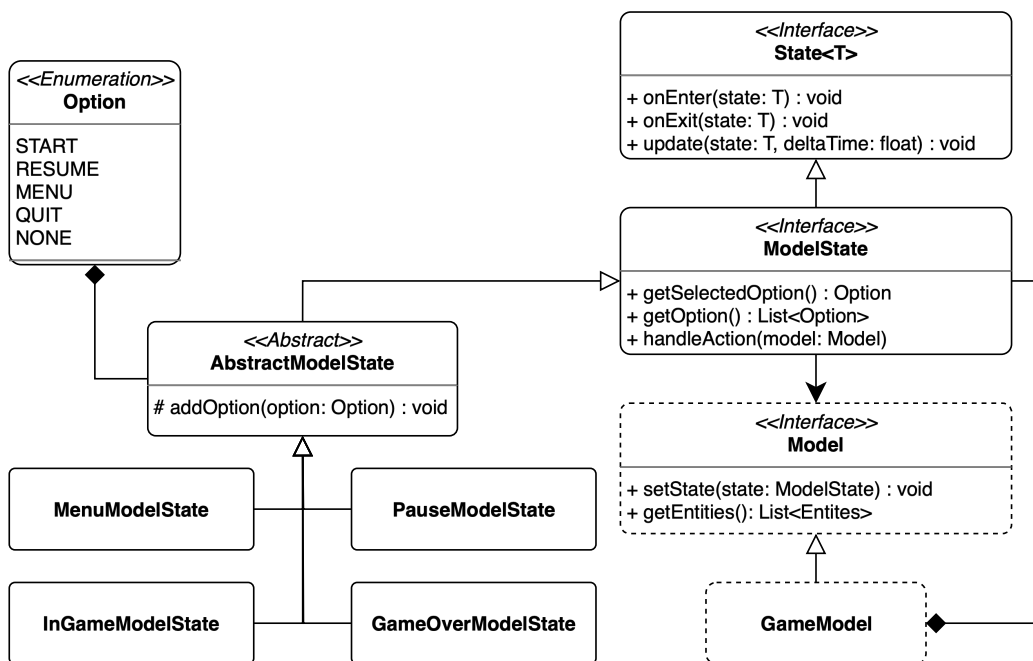 <<Interface>>
State<T>
+ onEnter(state: T) : void
+ onExit(state: T) : void
+ update(state: T, deltaTime: float) : void
<<Enumeration>>
Option
START
RESUME
MENU
QUIT
NONE
<<Interface>>
ModelState
+ getSelectedOption() : Option
+ getOption() : List<Option>
+ handleAction(model: Model)
<<Abstract>>
AbstractModelState
# addOption(option: Option) : void
<<Interface>>
Model
+ setState(state: ModelState) : void
+ getEntities(): List<Entites>
MenuModelState
PauseModelState
InGameModelState
GameOverModelState
GameModel